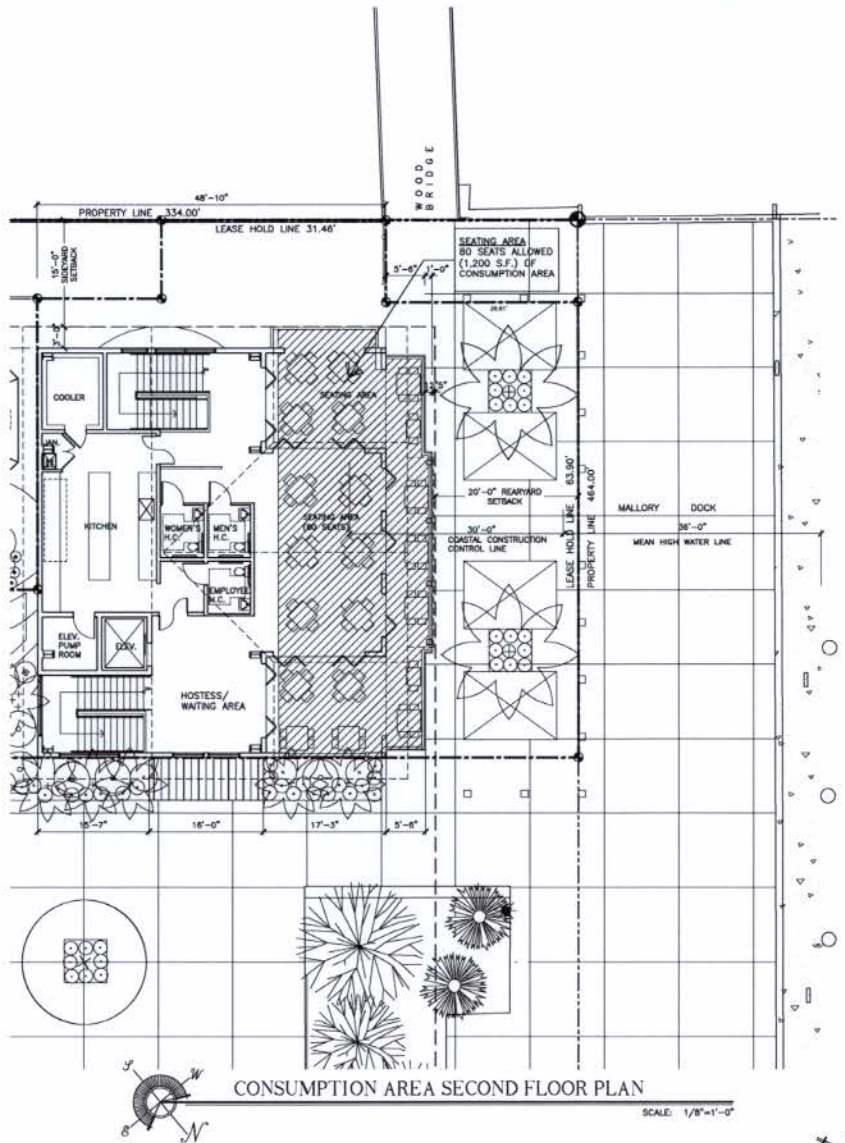 WOOD
BRIDGE
48'-10"
PROPERTY LINE 334.00'
LEASE HOLD LINE 31.46'
15'-0"
SIDEYARD
SETBACK
SEATING AREA
80 SEATS ALLOWED
(1,200 S.F.) OF
CONSUMPTION AREA
5'-6"
1'-0"
3'-0"
COOLER
SEATING AREA
JAN.
KITCHEN
WOMEN'S
H.C.
MEN'S
H.C.
SEATING AREA
(80 SEATS)
20'-0" REARYARD
SETBACK
30'-0"
COASTAL CONSTRUCTION
CONTROL LINE
LEASE HOLD LINE 63.90'
PROPERTY LINE 464.00'
MALLORY DOCK
36'-0"
MEAN HIGH WATER LINE
EMPLOYEE
H.C.
ELEV.
PUMP
ROOM
ELEV.
HOSTESS/
WAITING AREA
15'-7"
16'-0"
17'-3"
5'-6"
S
W
E
N
CONSUMPTION AREA SECOND FLOOR PLAN
SCALE: 1/8"=1'-0"